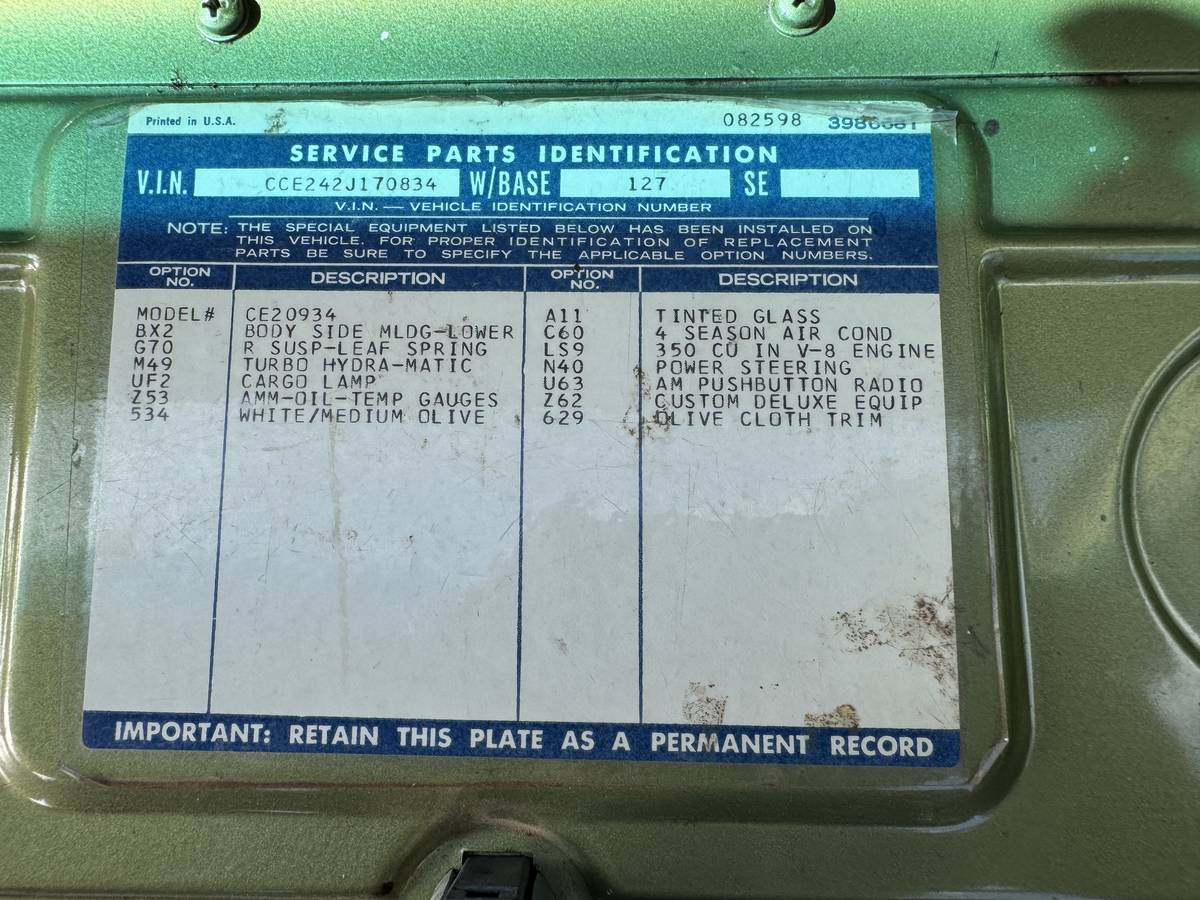 Printed in U.S.A. 082598 3986681
SERVICE PARTS IDENTIFICATION
V.I.N. CCE242J170834 W/BASE 127 SE
V.I.N. — VEHICLE IDENTIFICATION NUMBER
NOTE: THE SPECIAL EQUIPMENT LISTED BELOW HAS BEEN INSTALLED ON
THIS VEHICLE. FOR PROPER IDENTIFICATION OF REPLACEMENT
PARTS BE SURE TO SPECIFY THE APPLICABLE OPTION NUMBERS.
OPTION NO. DESCRIPTION OPTION NO. DESCRIPTION
MODEL# CE20934 A11 TINTED GLASS
BX2 BODY SIDE MLDG-LOWER C60 4 SEASON AIR COND
G70 R SUSP-LEAF SPRING LS9 350 CU IN V-8 ENGINE
M49 TURBO HYDRA-MATIC N40 POWER STEERING
UF2 CARGO LAMP U63 AM PUSHBUTTON RADIO
Z53 AMM-OIL-TEMP GAUGES Z62 CUSTOM DELUXE EQUIP
534 WHITE/MEDIUM OLIVE 629 OLIVE CLOTH TRIM
IMPORTANT: RETAIN THIS PLATE AS A PERMANENT RECORD